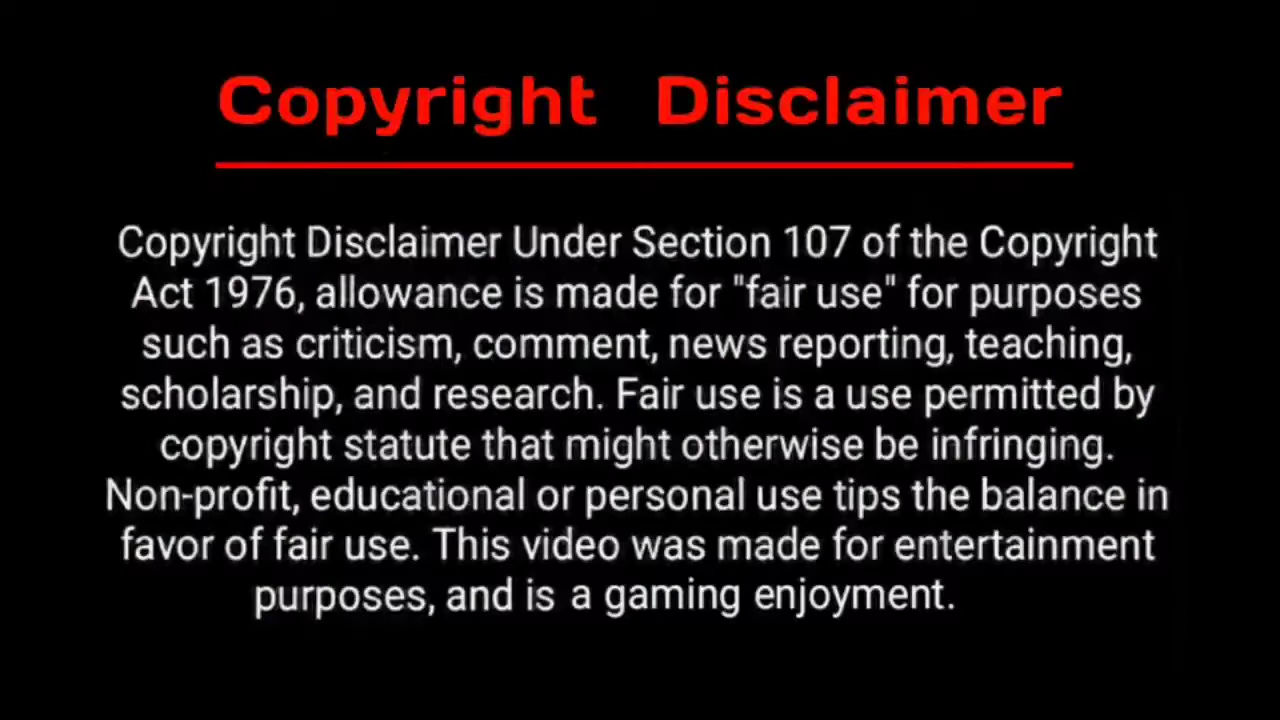 Copyright Disclaimer
Copyright Disclaimer Under Section 107 of the Copyright
Act 1976, allowance is made for "fair use" for purposes
such as criticism, comment, news reporting, teaching,
scholarship, and research. Fair use is a use permitted by
copyright statute that might otherwise be infringing.
Non-profit, educational or personal use tips the balance in
favor of fair use. This video was made for entertainment
purposes, and is a gaming enjoyment.